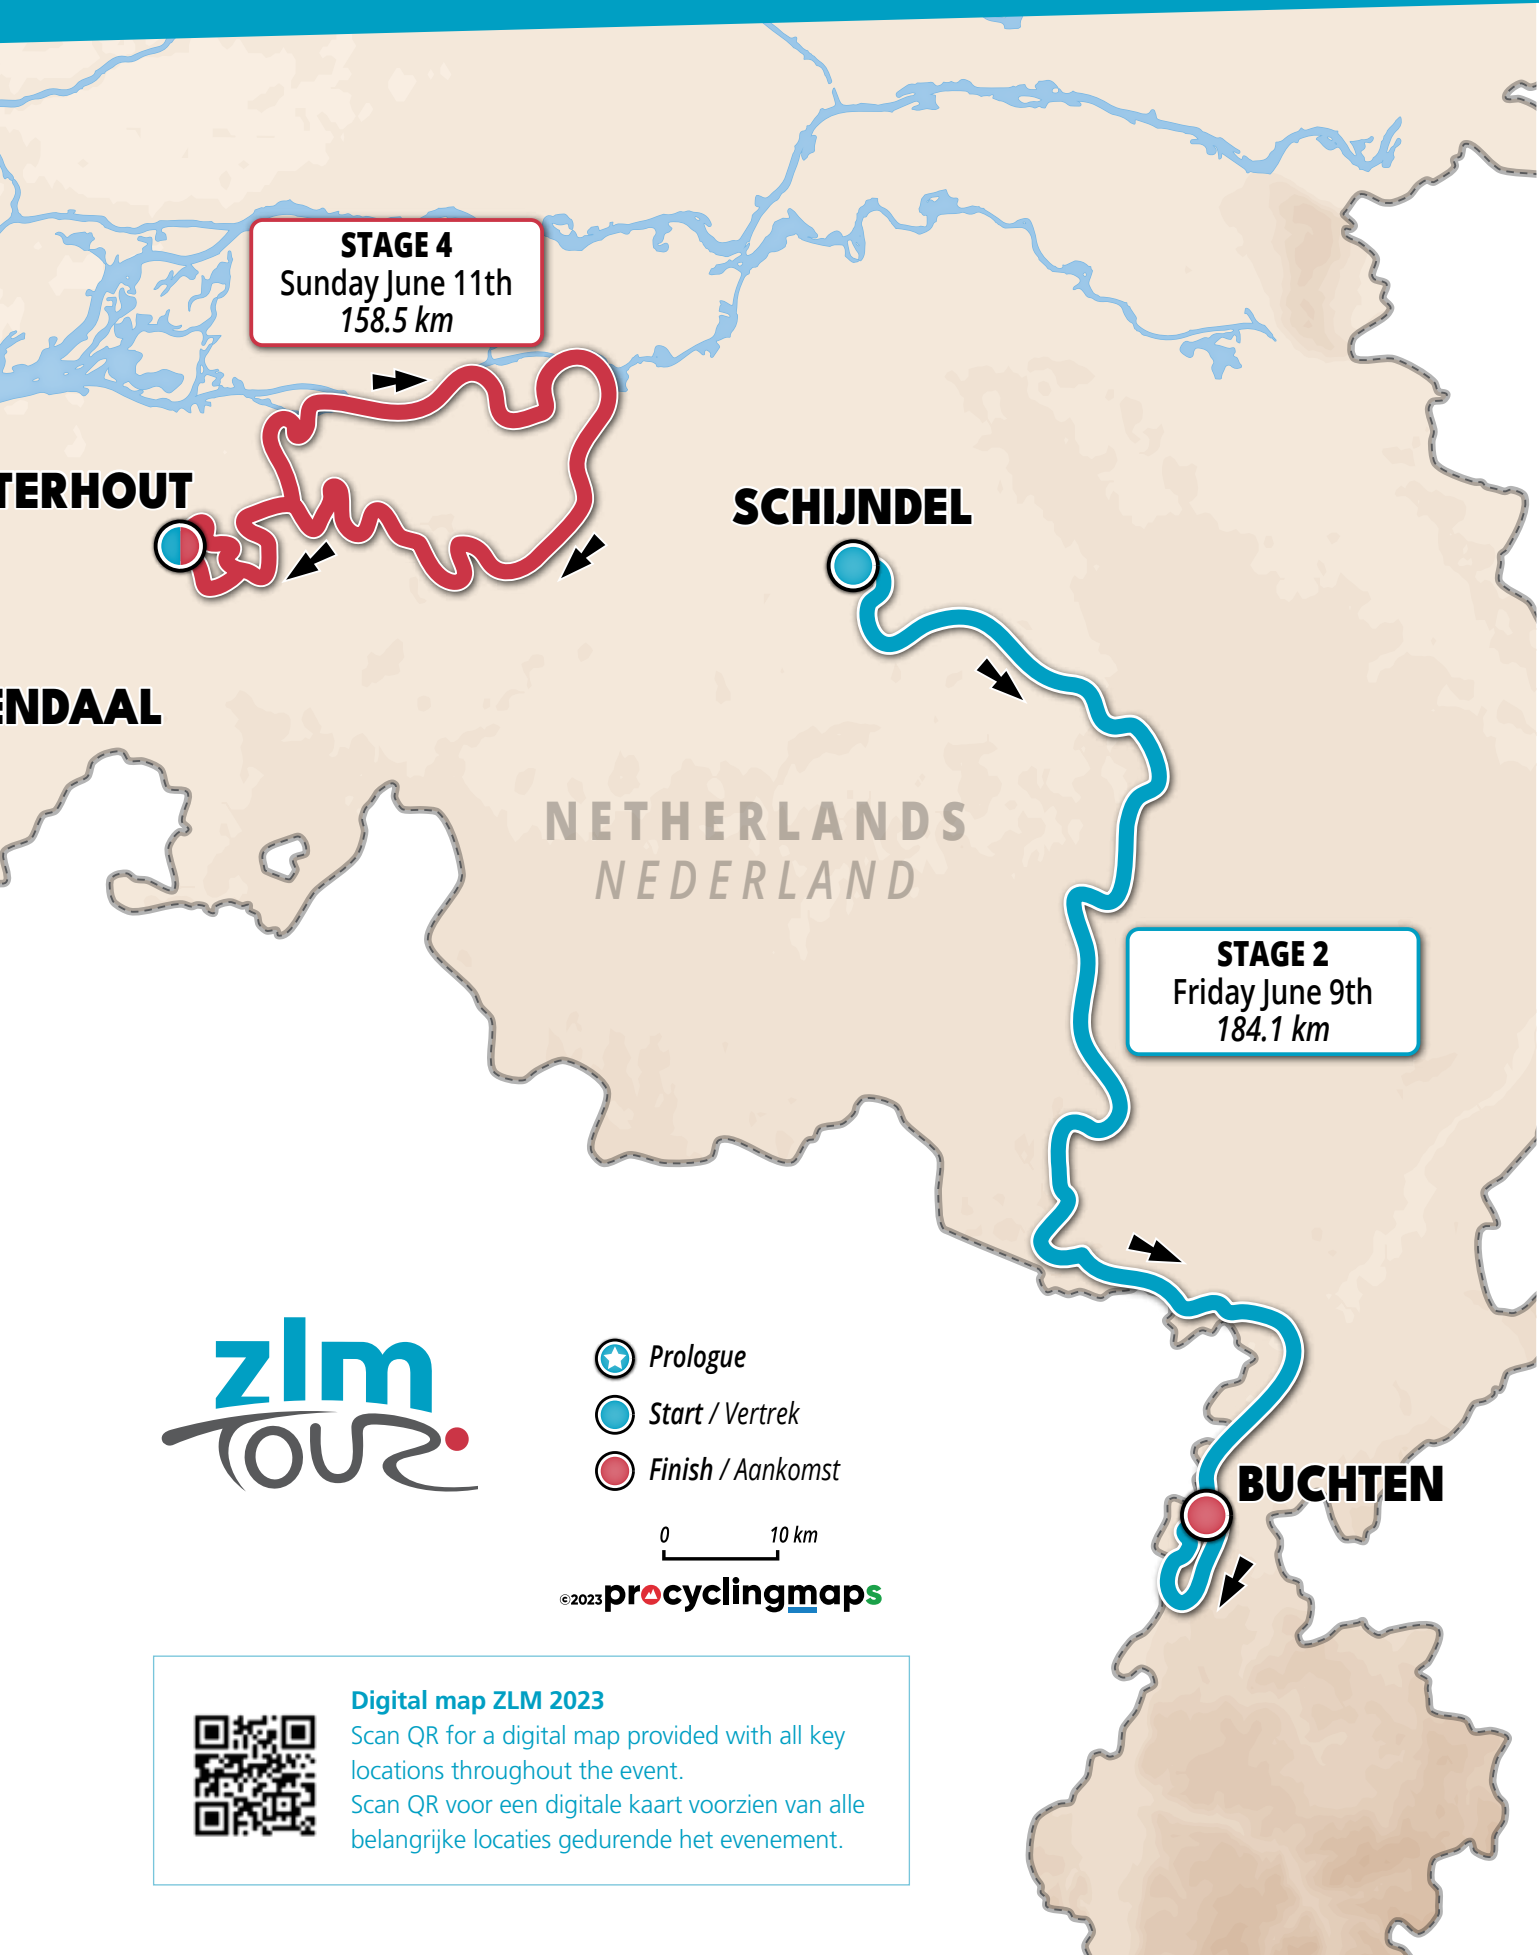 STAGE 4
Sunday June 11th
158.5 km
TERHOUT
SCHIJNDEL
ENDAAL
NETHERLANDS
NEDERLAND
STAGE 2
Friday June 9th
184.1 km
zlm
TOUR
Prologue
Start / Vertrek
Finish / Aankomst
BUCHTEN
0 10 km
©2023 procyclingmaps
Digital map ZLM 2023
Scan QR for a digital map provided with all key
locations throughout the event.
Scan QR voor een digitale kaart voorzien van alle
belangrijke locaties gedurende het evenement.